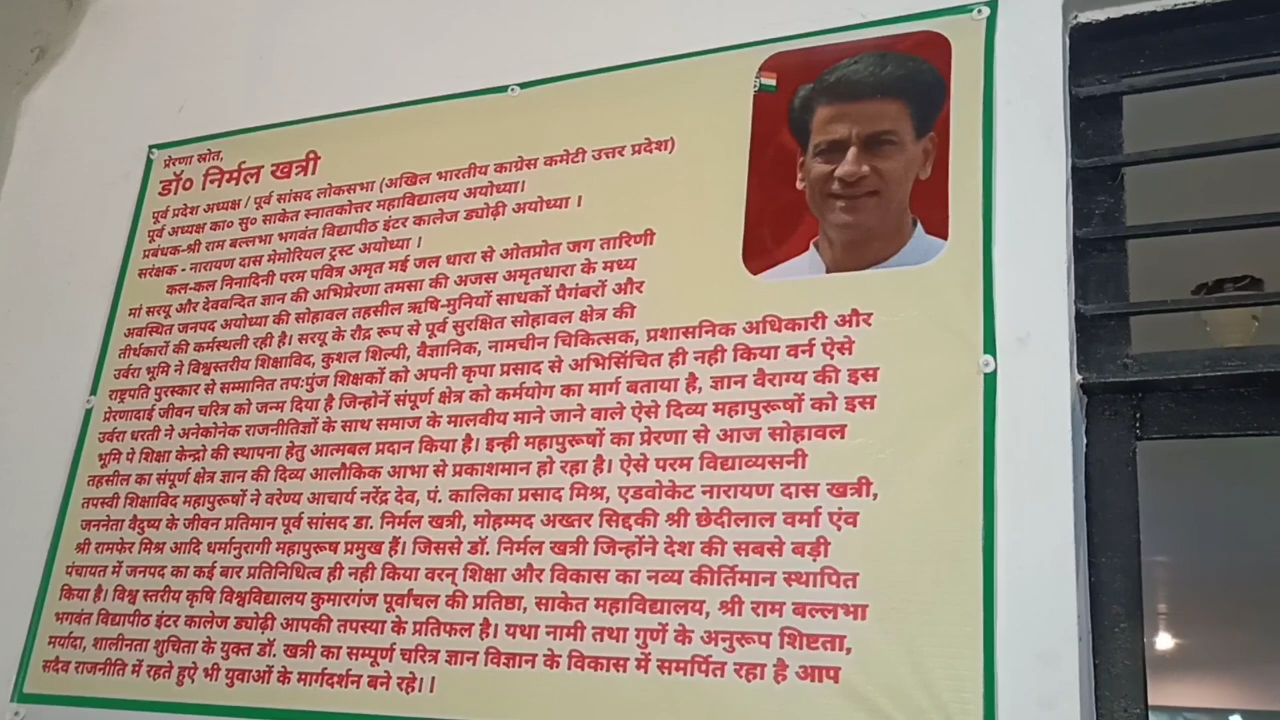 प्रेरणा स्रोत,
डॉ० निर्मल खत्री
पूर्व प्रदेश अध्यक्ष / पूर्व सांसद लोकसभा (अखिल भारतीय काग्रेस कमेटी उत्तर प्रदेश)
पूर्व अध्यक्ष का० सु० साकेत स्नातकोत्तर महाविद्यालय अयोध्या।
प्रबंधक-श्री राम बल्लभा भगवंत विद्यापीठ इंटर कालेज ड्योढ़ी अयोध्या ।
सरंक्षक - नारायण दास मेमोरियल ट्रस्ट अयोध्या ।
कल-कल निनादिनी परम पवित्र अमृत मई जल धारा से ओतप्रोत जग तारिणी
मां सरयू और देववन्दित ज्ञान की अभिप्रेरणा तमसा की अजस अमृतधारा के मध्य
अवस्थित जनपद अयोध्या की सोहावल तहसील ऋषि-मुनियों साधकों पैगंबरों और
तीर्थकारों की कर्मस्थली रही है। सरयू के रौद्र रूप से पूर्व सुरक्षित सोहावल क्षेत्र की
उर्वरा भूमि ने विश्वस्तरीय शिक्षाविद, कुशल शिल्पी, वैज्ञानिक, नामचीन चिकित्सक, प्रशासनिक अधिकारी और
राष्ट्रपति पुरस्कार से सम्मानित तपःपुंज शिक्षकों को अपनी कृपा प्रसाद से अभिसिंचित ही नही किया वर्न ऐसे
प्रेरणादाई जीवन चरित्र को जन्म दिया है जिन्होनें संपूर्ण क्षेत्र को कर्मयोग का मार्ग बताया है, ज्ञान वैराग्य की इस
उर्वरा धरती ने अनेकोनेक राजनीतिज्ञों के साथ समाज के मालवीय माने जाने वाले ऐसे दिव्य महापुरूषों को इस
भूमि पे शिक्षा केन्द्रो की स्थापना हेतु आत्मबल प्रदान किया है। इन्ही महापुरूषों का प्रेरणा से आज सोहावल
तहसील का संपूर्ण क्षेत्र ज्ञान की दिव्य आलौकिक आभा से प्रकाशमान हो रहा है। ऐसे परम विद्याव्यसनी
तपस्वी शिक्षाविद महापुरूषों ने वरेण्य आचार्य नरेंद्र देव, पं. कालिका प्रसाद मिश्र, एडवोकेट नारायण दास खत्री,
जननेता वैदुष्य के जीवन प्रतिमान पूर्व सांसद डा. निर्मल खत्री, मोहम्मद अख्तर सिद्दकी श्री छेदीलाल वर्मा एंव
श्री रामफेर मिश्र आदि धर्मानुरागी महापुरूष प्रमुख हैं। जिससे डॉ. निर्मल खत्री जिन्होंने देश की सबसे बड़ी
पंचायत में जनपद का कई बार प्रतिनिधित्व ही नही किया वरन् शिक्षा और विकास का नव्य कीर्तिमान स्थापित
किया है। विश्व स्तरीय कृषि विश्वविद्यालय कुमारगंज पूर्वांचल की प्रतिष्ठा, साकेत महाविद्यालय, श्री राम बल्लभा
भगवंत विद्यापीठ इंटर कालेज ड्योढ़ी आपकी तपस्या के प्रतिफल है। यथा नामी तथा गुणें के अनुरूप शिष्टता,
मर्यादा, शालीनता शुचिता के युक्त डॉ. खत्री का सम्पूर्ण चरित्र ज्ञान विज्ञान के विकास में समर्पित रहा है आप
सदैव राजनीति में रहते हुऐ भी युवाओं के मार्गदर्शन बने रहे।।